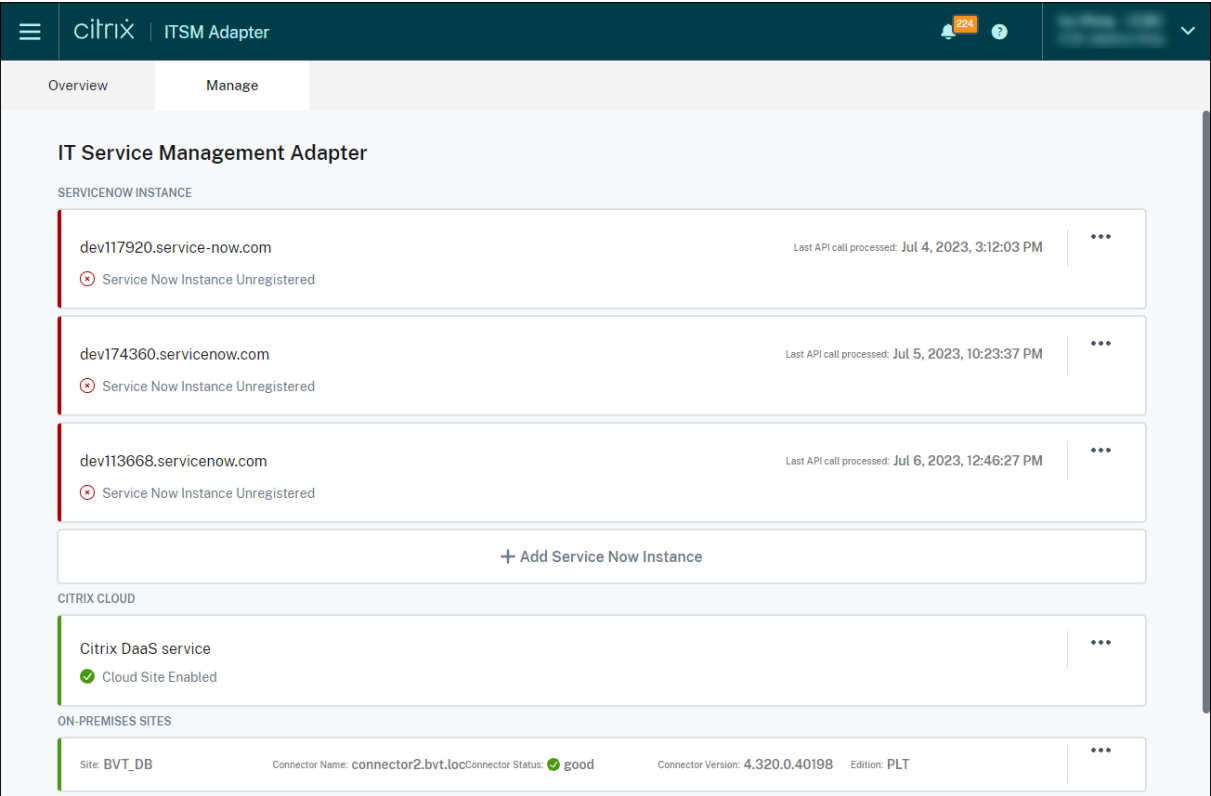 citrix | ITSM Adapter 224 ?
Overview Manage
IT Service Management Adapter
SERVICENOW INSTANCE
dev117920.service-now.com Last API call processed: Jul 4, 2023, 3:12:03 PM
Service Now Instance Unregistered
dev174360.servicenow.com Last API call processed: Jul 5, 2023, 10:23:37 PM
Service Now Instance Unregistered
dev113668.servicenow.com Last API call processed: Jul 6, 2023, 12:46:27 PM
Service Now Instance Unregistered
+ Add Service Now Instance
CITRIX CLOUD
Citrix DaaS service
Cloud Site Enabled
ON-PREMISES SITES
Site: BVT_DB Connector Name: connector2.bvt.loc Connector Status: good Connector Version: 4.320.0.40198 Edition: PLT